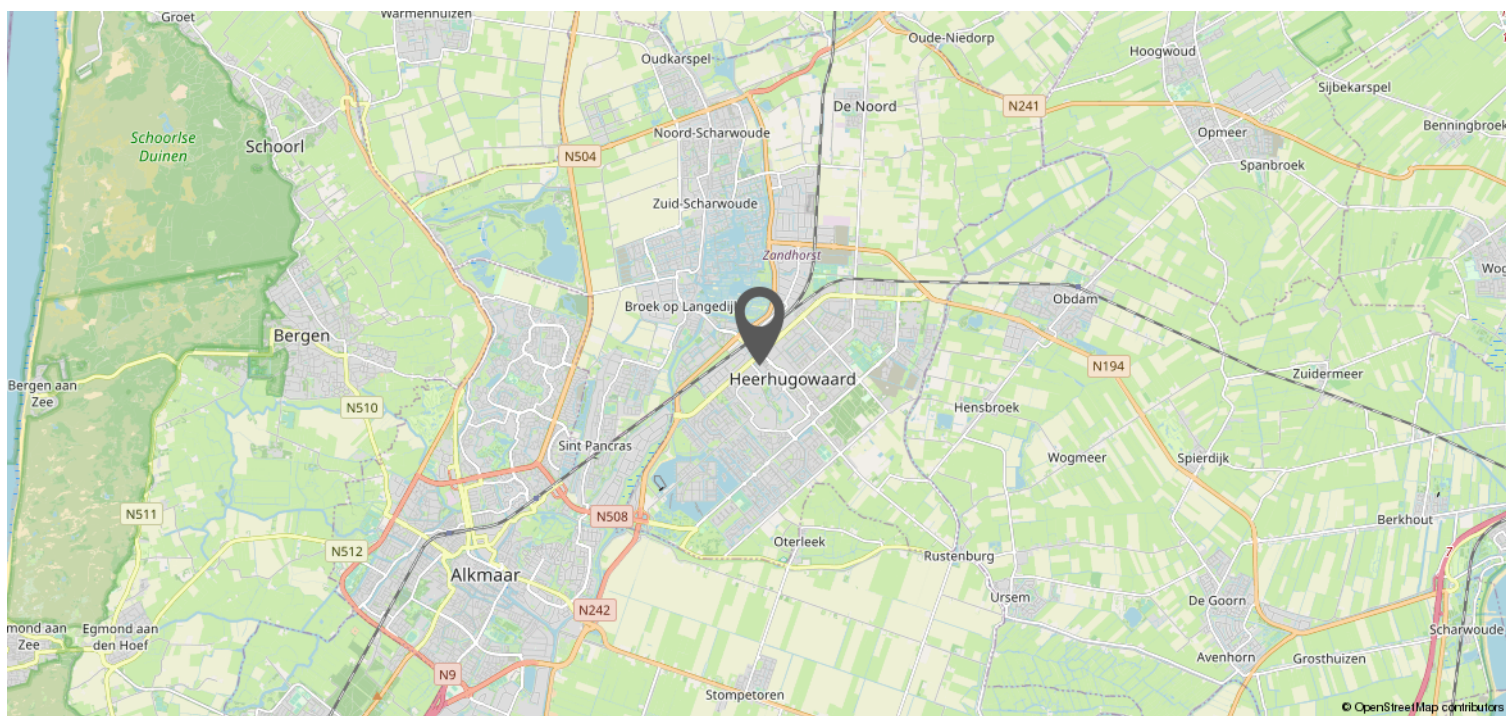 Groet
Warmenhuizen
Oude-Niedorp
Hoogwoud
Oudkarspel
Sijbekarspel
De Noord
N241
Benningbroek
Schoorlse
Duinen
Schoorl
N504
Noord-Scharwoude
Opmeer
Spanbroek
Zuid-Scharwoude
Zandhorst
Wog
Obdam
Broek op Langedijk
Bergen
N194
Zuidermeer
Bergen aan
Zee
Heerhugowaard
N510
Hensbroek
Sint Pancras
Wogmeer
Spierdijk
N511
N508
Berkhout
N512
Oterleek
Rustenburg
7
Alkmaar
Ursem
De Goorn
N242
mond aan
Zee
Egmond aan
den Hoef
Scharwoude
Avenhorn
Grosthuizen
N9
Stompetoren
© OpenStreetMap contributors